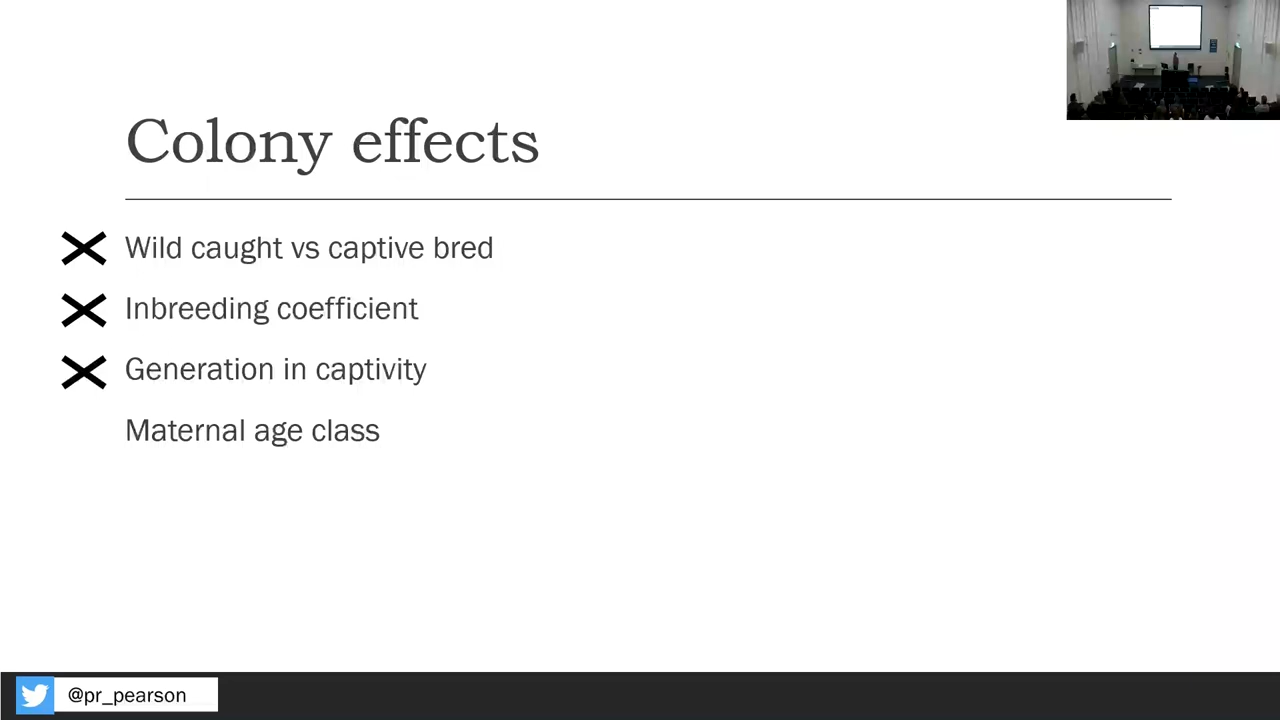 Colony effects
Wild caught vs captive bred
Inbreeding coefficient
Generation in captivity
Maternal age class
@pr_pearson